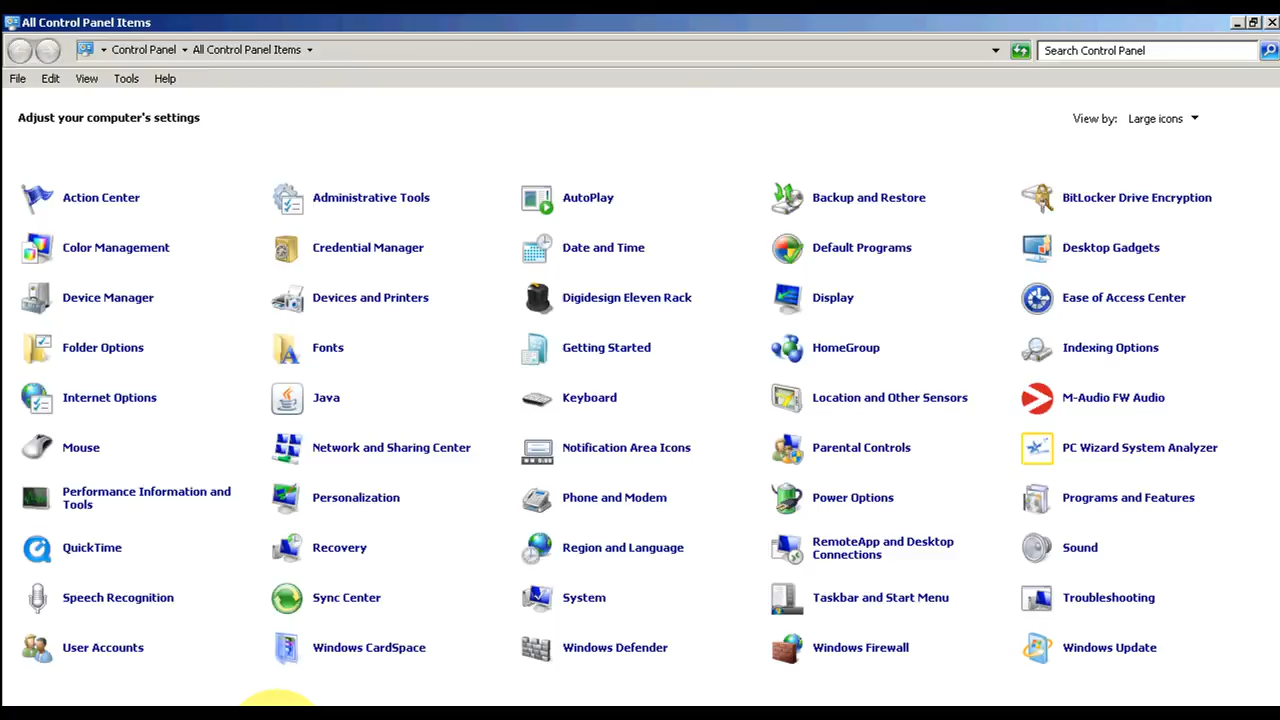 All Control Panel Items
Control Panel All Control Panel Items Search Control Panel
File Edit View Tools Help
Adjust your computer's settings View by: Large icons
Action Center Administrative Tools AutoPlay Backup and Restore BitLocker Drive Encryption
Color Management Credential Manager Date and Time Default Programs Desktop Gadgets
Device Manager Devices and Printers Digidesign Eleven Rack Display Ease of Access Center
Folder Options Fonts Getting Started HomeGroup Indexing Options
Internet Options Java Keyboard Location and Other Sensors M-Audio FW Audio
Mouse Network and Sharing Center Notification Area Icons Parental Controls PC Wizard System Analyzer
Performance Information and
Tools Personalization Phone and Modem Power Options Programs and Features
QuickTime Recovery Region and Language RemoteApp and Desktop
Connections Sound
Speech Recognition Sync Center System Taskbar and Start Menu Troubleshooting
User Accounts Windows CardSpace Windows Defender Windows Firewall Windows Update